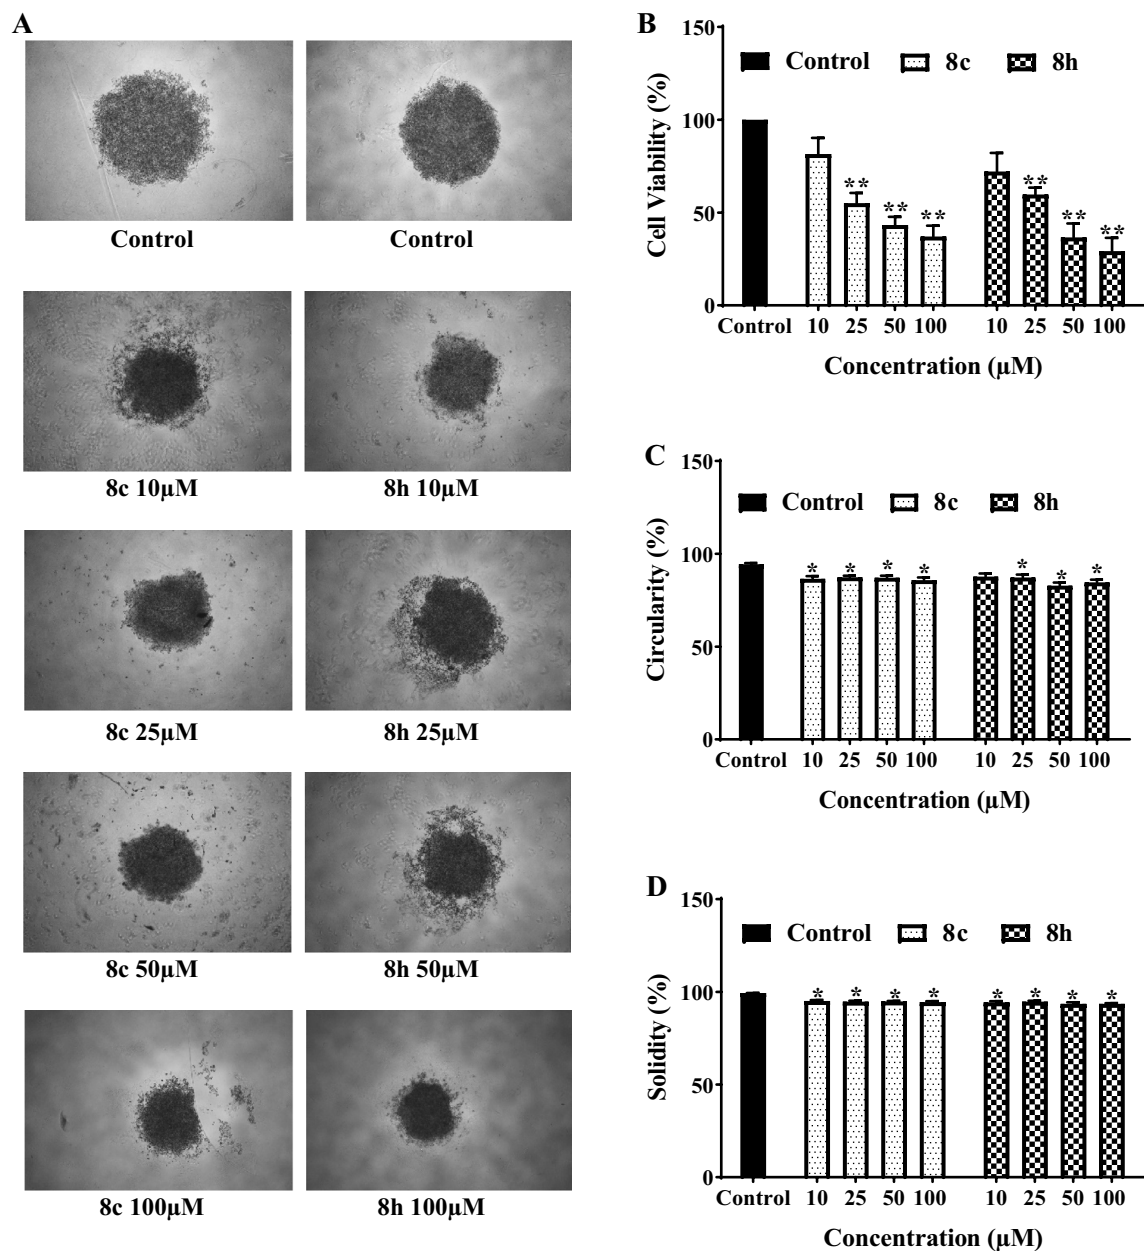 A
Control Control
8c 10μM 8h 10μM
8c 25μM 8h 25μM
8c 50μM 8h 50μM
8c 100μM 8h 100μM
B
Cell Viability (%)
150
100
50
0
Control 8c 8h
** ** ** ** ** **
Control 10 25 50 100 10 25 50 100
Concentration (μM)
C
Circularity (%)
150
100
50
0
Control 8c 8h
* * * * * * *
Control 10 25 50 100 10 25 50 100
Concentration (μM)
D
Solidity (%)
150
100
50
0
Control 8c 8h
* * * * * * * *
Control 10 25 50 100 10 25 50 100
Concentration (μM)